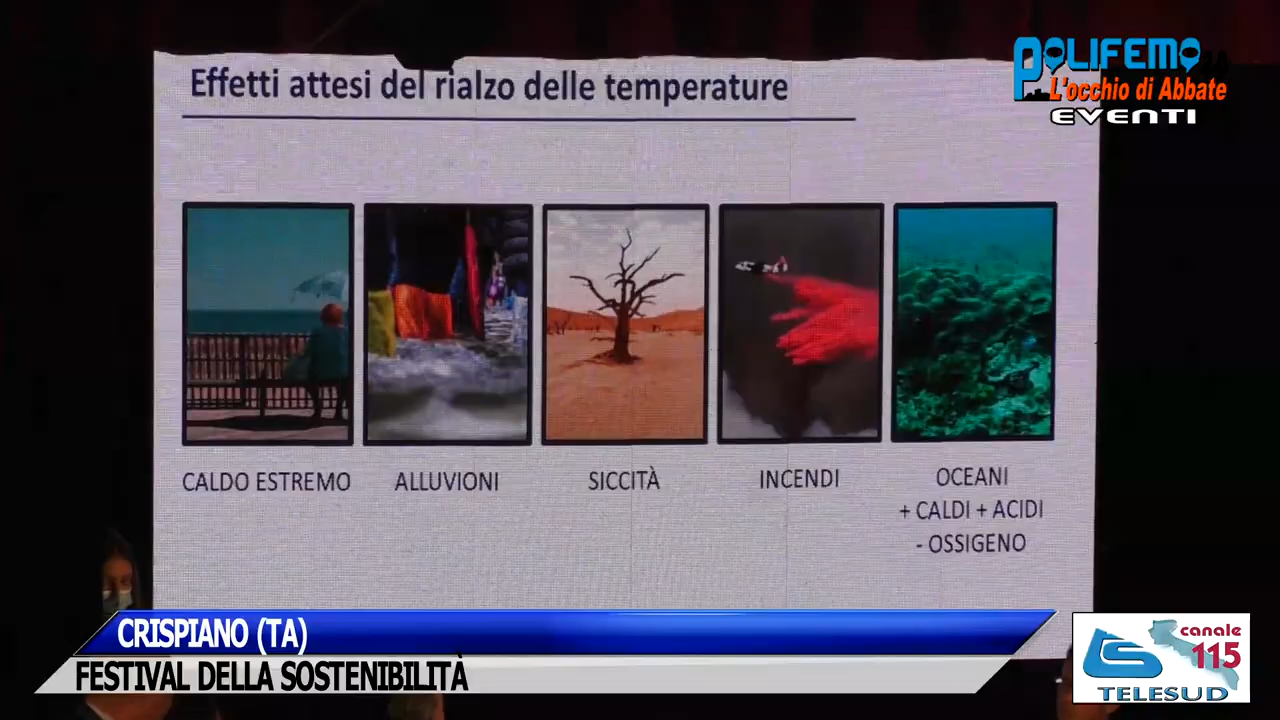 POLIFEMO
L'occhio di Abbate
EVENTI
Effetti attesi del rialzo delle temperature
CALDO ESTREMO
ALLUVIONI
SICCITÀ
INCENDI
OCEANI
+ CALDI + ACIDI
- OSSIGENO
CRISPIANO (TA)
FESTIVAL DELLA SOSTENIBILITÀ
canale
115
TELESUD